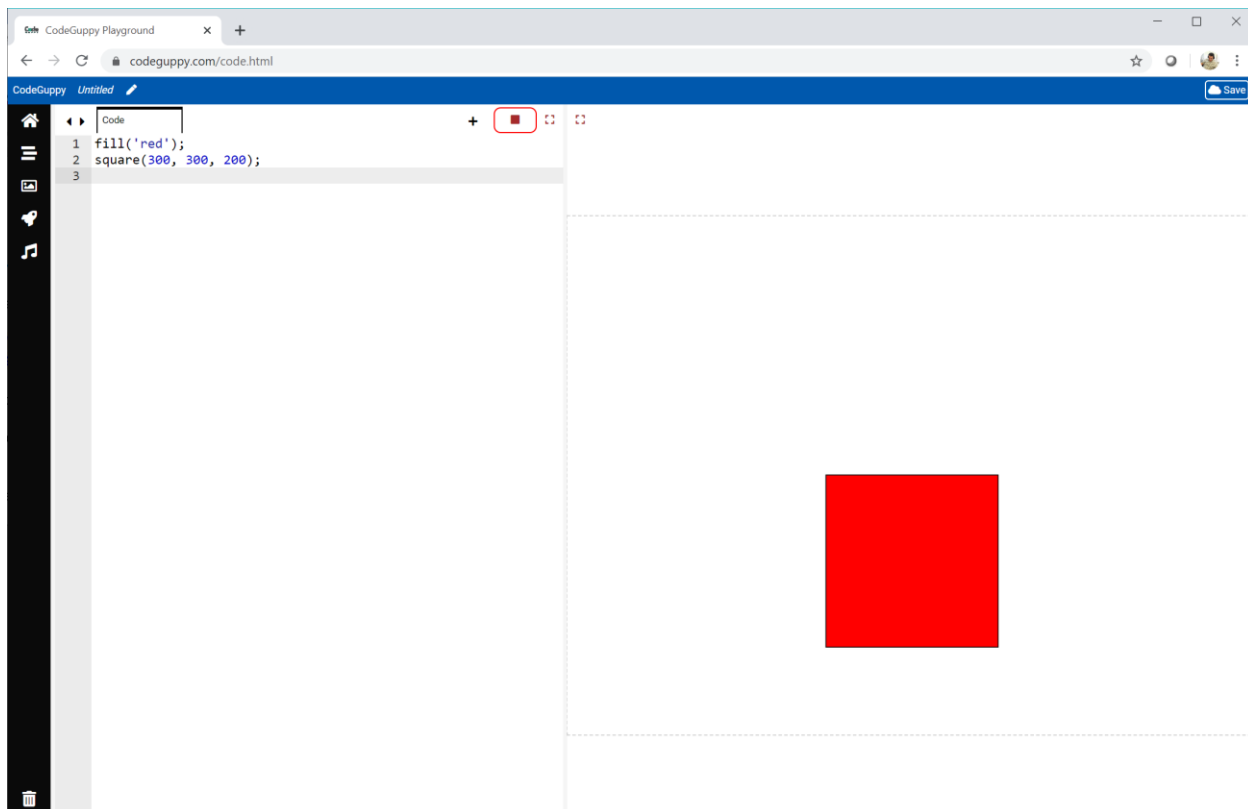 Code CodeGuppy Playground
codeguppy.com/code.html
CodeGuppy Untitled Save
Code
1 fill('red');
2 square(300, 300, 200);
3